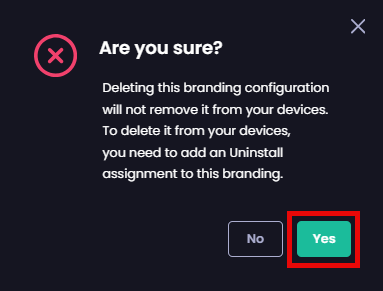 Are you sure?
Deleting this branding configuration
will not remove it from your devices.
To delete it from your devices,
you need to add an Uninstall
assignment to this branding.
No
Yes